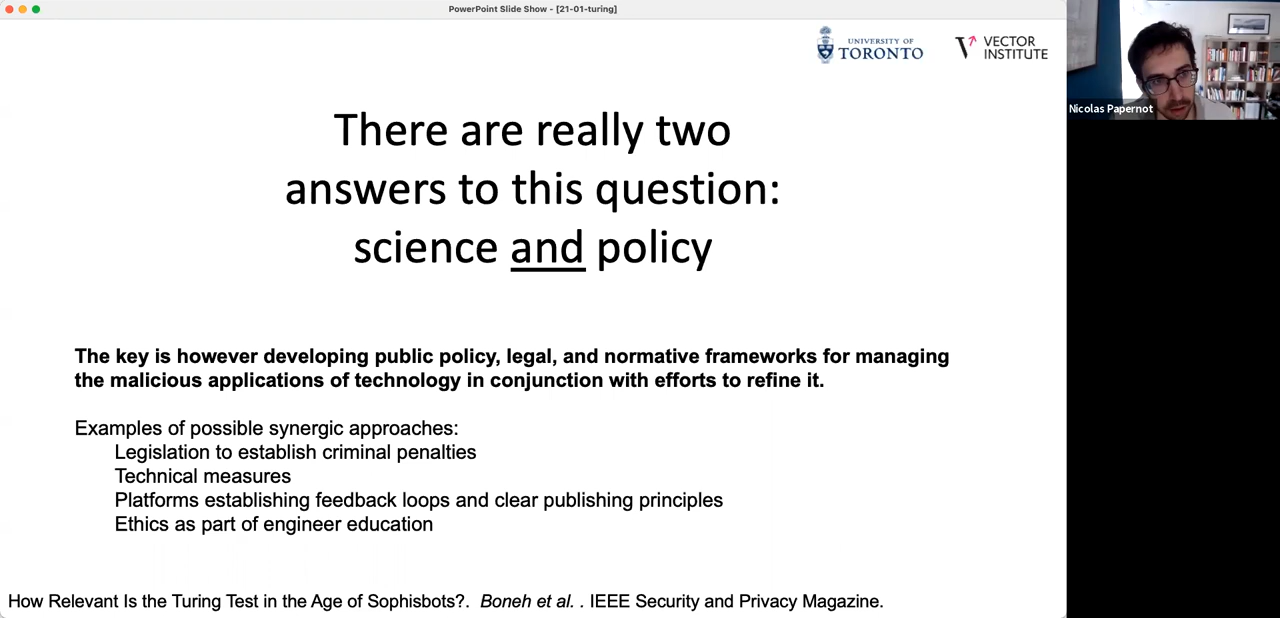 PowerPoint Slide Show - [21-01-turing]
UNIVERSITY OF
TORONTO
VECTOR
INSTITUTE
Nicolas Papernot
There are really two
answers to this question:
science and policy
The key is however developing public policy, legal, and normative frameworks for managing
the malicious applications of technology in conjunction with efforts to refine it.
Examples of possible synergic approaches:
Legislation to establish criminal penalties
Technical measures
Platforms establishing feedback loops and clear publishing principles
Ethics as part of engineer education
How Relevant Is the Turing Test in the Age of Sophisbots?. Boneh et al. . IEEE Security and Privacy Magazine.